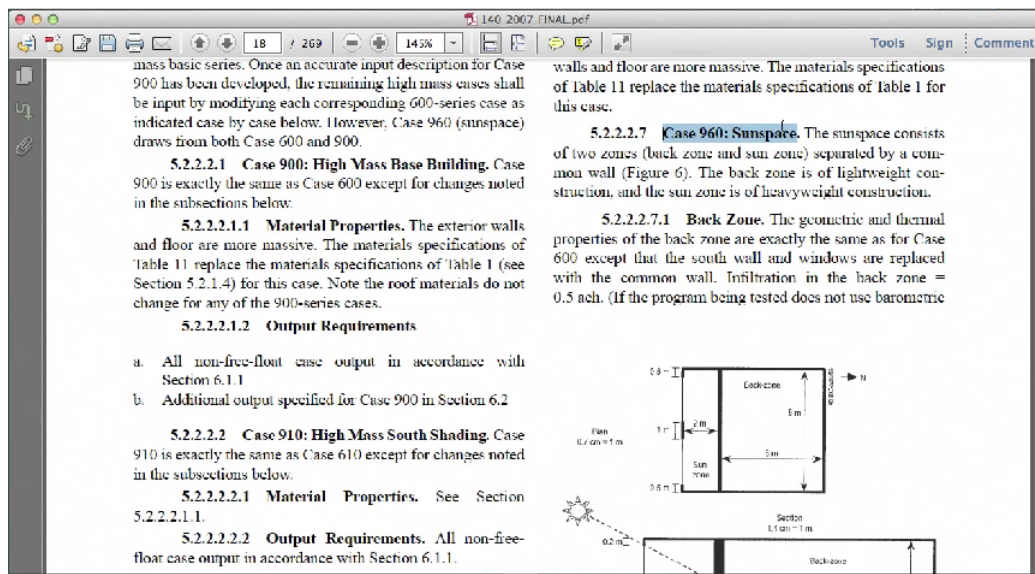 140_2007_FINAL.pdf
18 / 269
145%
Tools Sign Comment
mass basic series. Once an accurate input description for Case
900 has been developed, the remaining high mass cases shall
be input by modifying each corresponding 600-series case as
indicated case by case below. However, Case 960 (sunspace)
draws from both Case 600 and 900.
5.2.2.2.1 Case 900: High Mass Base Building. Case
900 is exactly the same as Case 600 except for changes noted
in the subsections below.
5.2.2.2.1.1 Material Properties. The exterior walls
and floor are more massive. The materials specifications of
Table 11 replace the materials specifications of Table 1 (see
Section 5.2.1.4) for this case. Note the roof materials do not
change for any of the 900-series cases.
5.2.2.2.1.2 Output Requirements
a. All non-free-float case output in accordance with
Section 6.1.1
b. Additional output specified for Case 900 in Section 6.2
5.2.2.2.2 Case 910: High Mass South Shading. Case
910 is exactly the same as Case 610 except for changes noted
in the subsections below.
5.2.2.2.2.1 Material Properties. See Section
5.2.2.2.1.1.
5.2.2.2.2.2 Output Requirements. All non-free-
float case output in accordance with Section 6.1.1.
walls and floor are more massive. The materials specifications
of Table 11 replace the materials specifications of Table 1 for
this case.
5.2.2.2.7 Case 960: Sunspace. The sunspace consists
of two zones (back zone and sun zone) separated by a com-
mon wall (Figure 6). The back zone is of lightweight con-
struction, and the sun zone is of heavyweight construction.
5.2.2.2.7.1 Back Zone. The geometric and thermal
properties of the back zone are exactly the same as for Case
600 except that the south wall and windows are replaced
with the common wall. Infiltration in the back zone =
0.5 ach. (If the program being tested does not use barometric
Back-zone
N
6 m
1 m
2 m
Plan
0.7 cm = 1 m
Sun
zone
0.5 m
Section
1.4 cm = 1 m
0.2 m
Back-zone